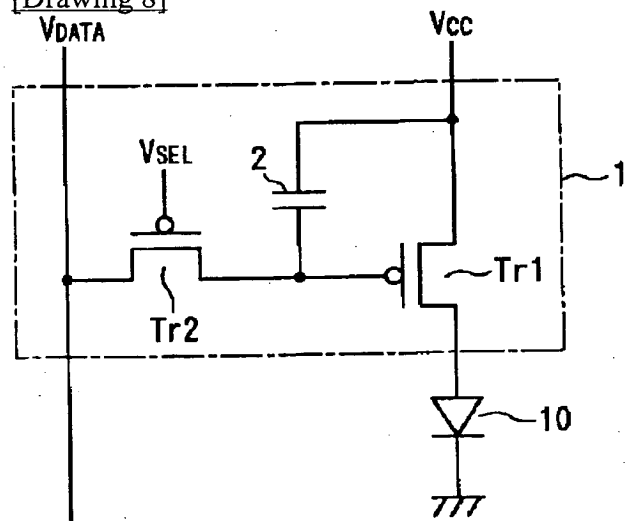 [Drawing 8]
VDATA
VCC
VSEL
2
1
Tr1
Tr2
10